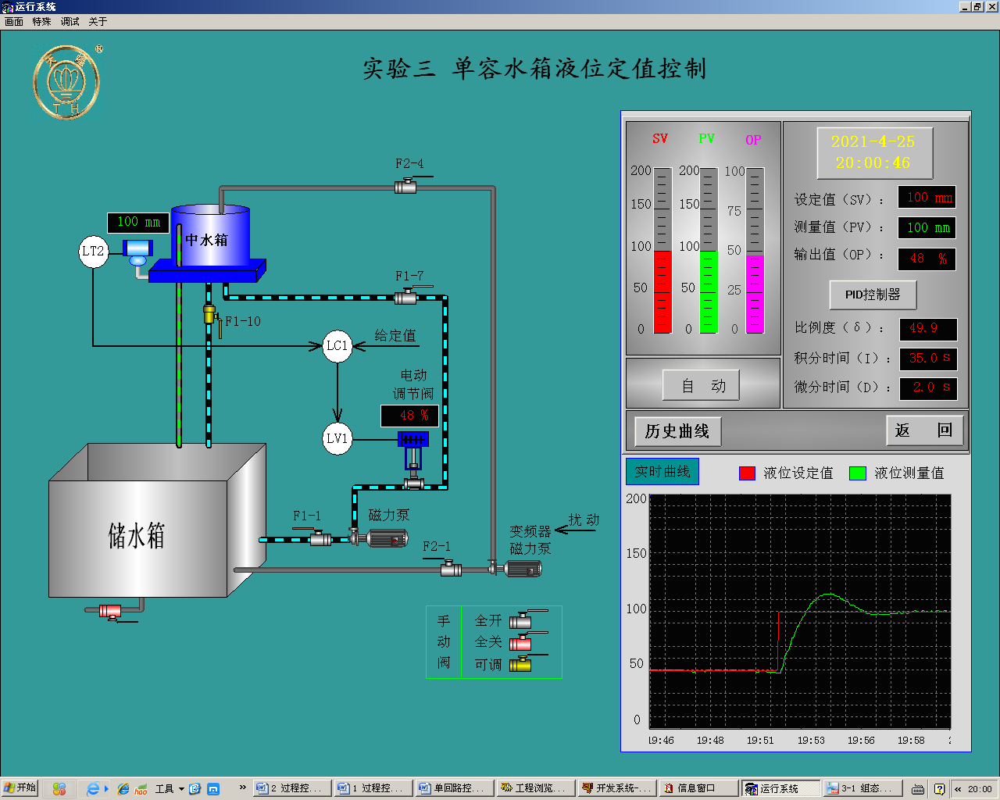 运行系统
画面 特殊 调试 关于
天煌
®
TH
实验三 单容水箱液位定值控制
SV PV OP
200 200 100
150 150 75
100 100 50
50 50 25
0 0 0
2021-4-25
20:00:46
设定值（SV）： 100 mm
测量值（PV）： 100 mm
输出值（OP）： 48 %
PID控制器
比例度（δ）： 49.9
积分时间（I）： 35.0 s
微分时间（D）： 2.0 s
自 动
历史曲线
返 回
F2-4
100 mm
中水箱
LT2
F1-7
F1-10
LC1
给定值
电动
调节阀
48 %
LV1
储水箱
F1-1
磁力泵
F2-1
变频器
磁力泵
扰动
手动阀
全开
全关
可调
实时曲线
液位设定值
液位测量值
200
150
100
50
0
19:46 19:48 19:51 19:53 19:56 19:58
开始
hao
工具
»
2 过程控...
1 过程控...
单回路控...
工程浏览...
开发系统-...
信息窗口
运行系统
3-1 组态...
«
20:00